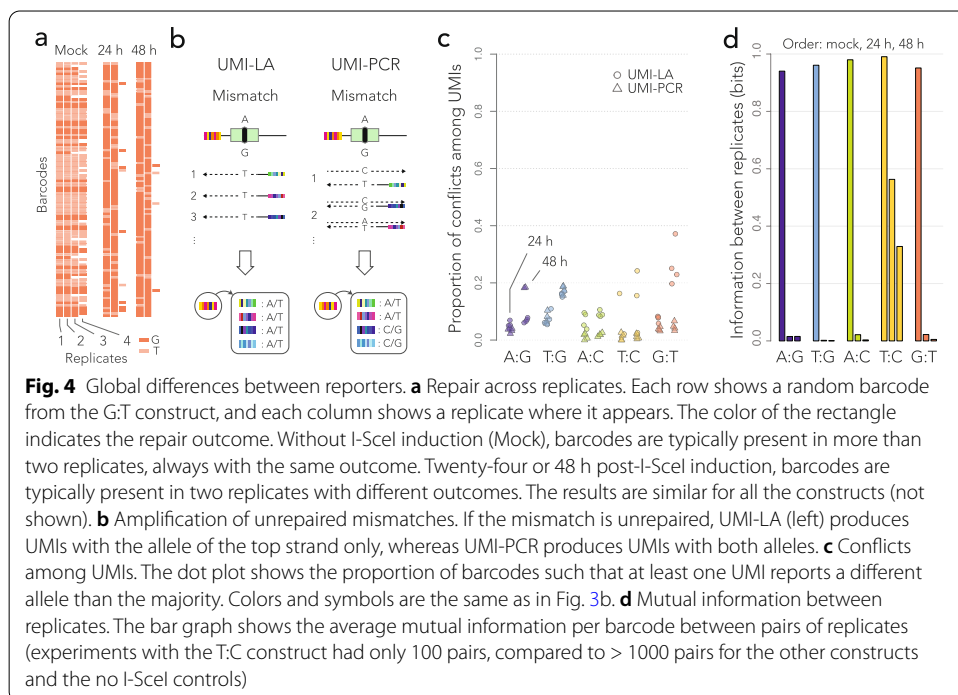 a
Mock 24 h 48 h
Barcodes
1 2 3 4
Replicates
G
T
b
UMI-LA
Mismatch
A
G
1 T
2 T
3 T
⋮
: A/T
: A/T
: C/G
: C/G
UMI-PCR
Mismatch
A
G
C
1
T
C
G
2
A
T
⋮
: A/T
: A/T
: C/G
: C/G
c
Proportion of conflicts among UMIs
1.0
0.8
0.6
0.4
0.2
0
UMI-LA
UMI-PCR
24 h
48 h
A:G T:G A:C T:C G:T
d
Order: mock, 24 h, 48 h
Information between replicates (bits)
1.0
0.8
0.6
0.4
0.2
0.0
A:G T:G A:C T:C G:T
Fig. 4 Global differences between reporters. a Repair across replicates. Each row shows a random barcode
from the G:T construct, and each column shows a replicate where it appears. The color of the rectangle
indicates the repair outcome. Without I-SceI induction (Mock), barcodes are typically present in more than
two replicates, always with the same outcome. Twenty-four or 48 h post-I-SceI induction, barcodes are
typically present in two replicates with different outcomes. The results are similar for all the constructs (not
shown). b Amplification of unrepaired mismatches. If the mismatch is unrepaired, UMI-LA (left) produces
UMIs with the allele of the top strand only, whereas UMI-PCR produces UMIs with both alleles. c Conflicts
among UMIs. The dot plot shows the proportion of barcodes such that at least one UMI reports a different
allele than the majority. Colors and symbols are the same as in Fig. 3b. d Mutual information between
replicates. The bar graph shows the average mutual information per barcode between pairs of replicates
(experiments with the T:C construct had only 100 pairs, compared to > 1000 pairs for the other constructs
and the no I-SceI controls)